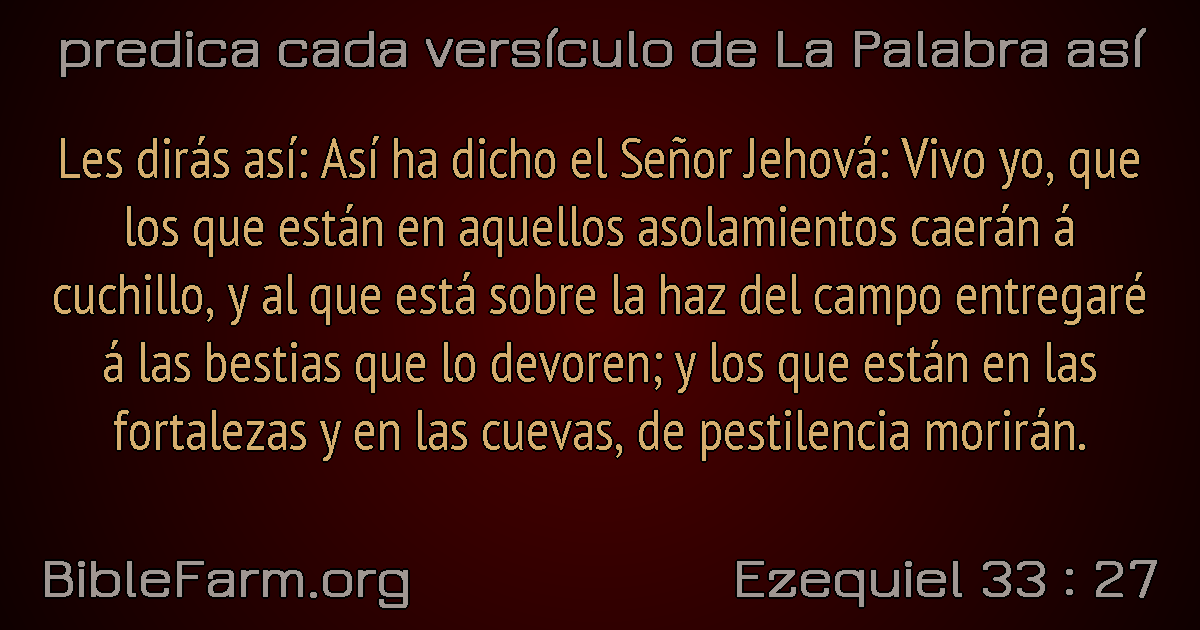 predica cada versículo de La Palabra así
Les dirás así: Así ha dicho el Señor Jehová: Vivo yo, que
los que están en aquellos asolamientos caerán á
cuchillo, y al que está sobre la haz del campo entregaré
á las bestias que lo devoren; y los que están en las
fortalezas y en las cuevas, de pestilencia morirán.
BibleFarm.org
Ezequiel 33 : 27